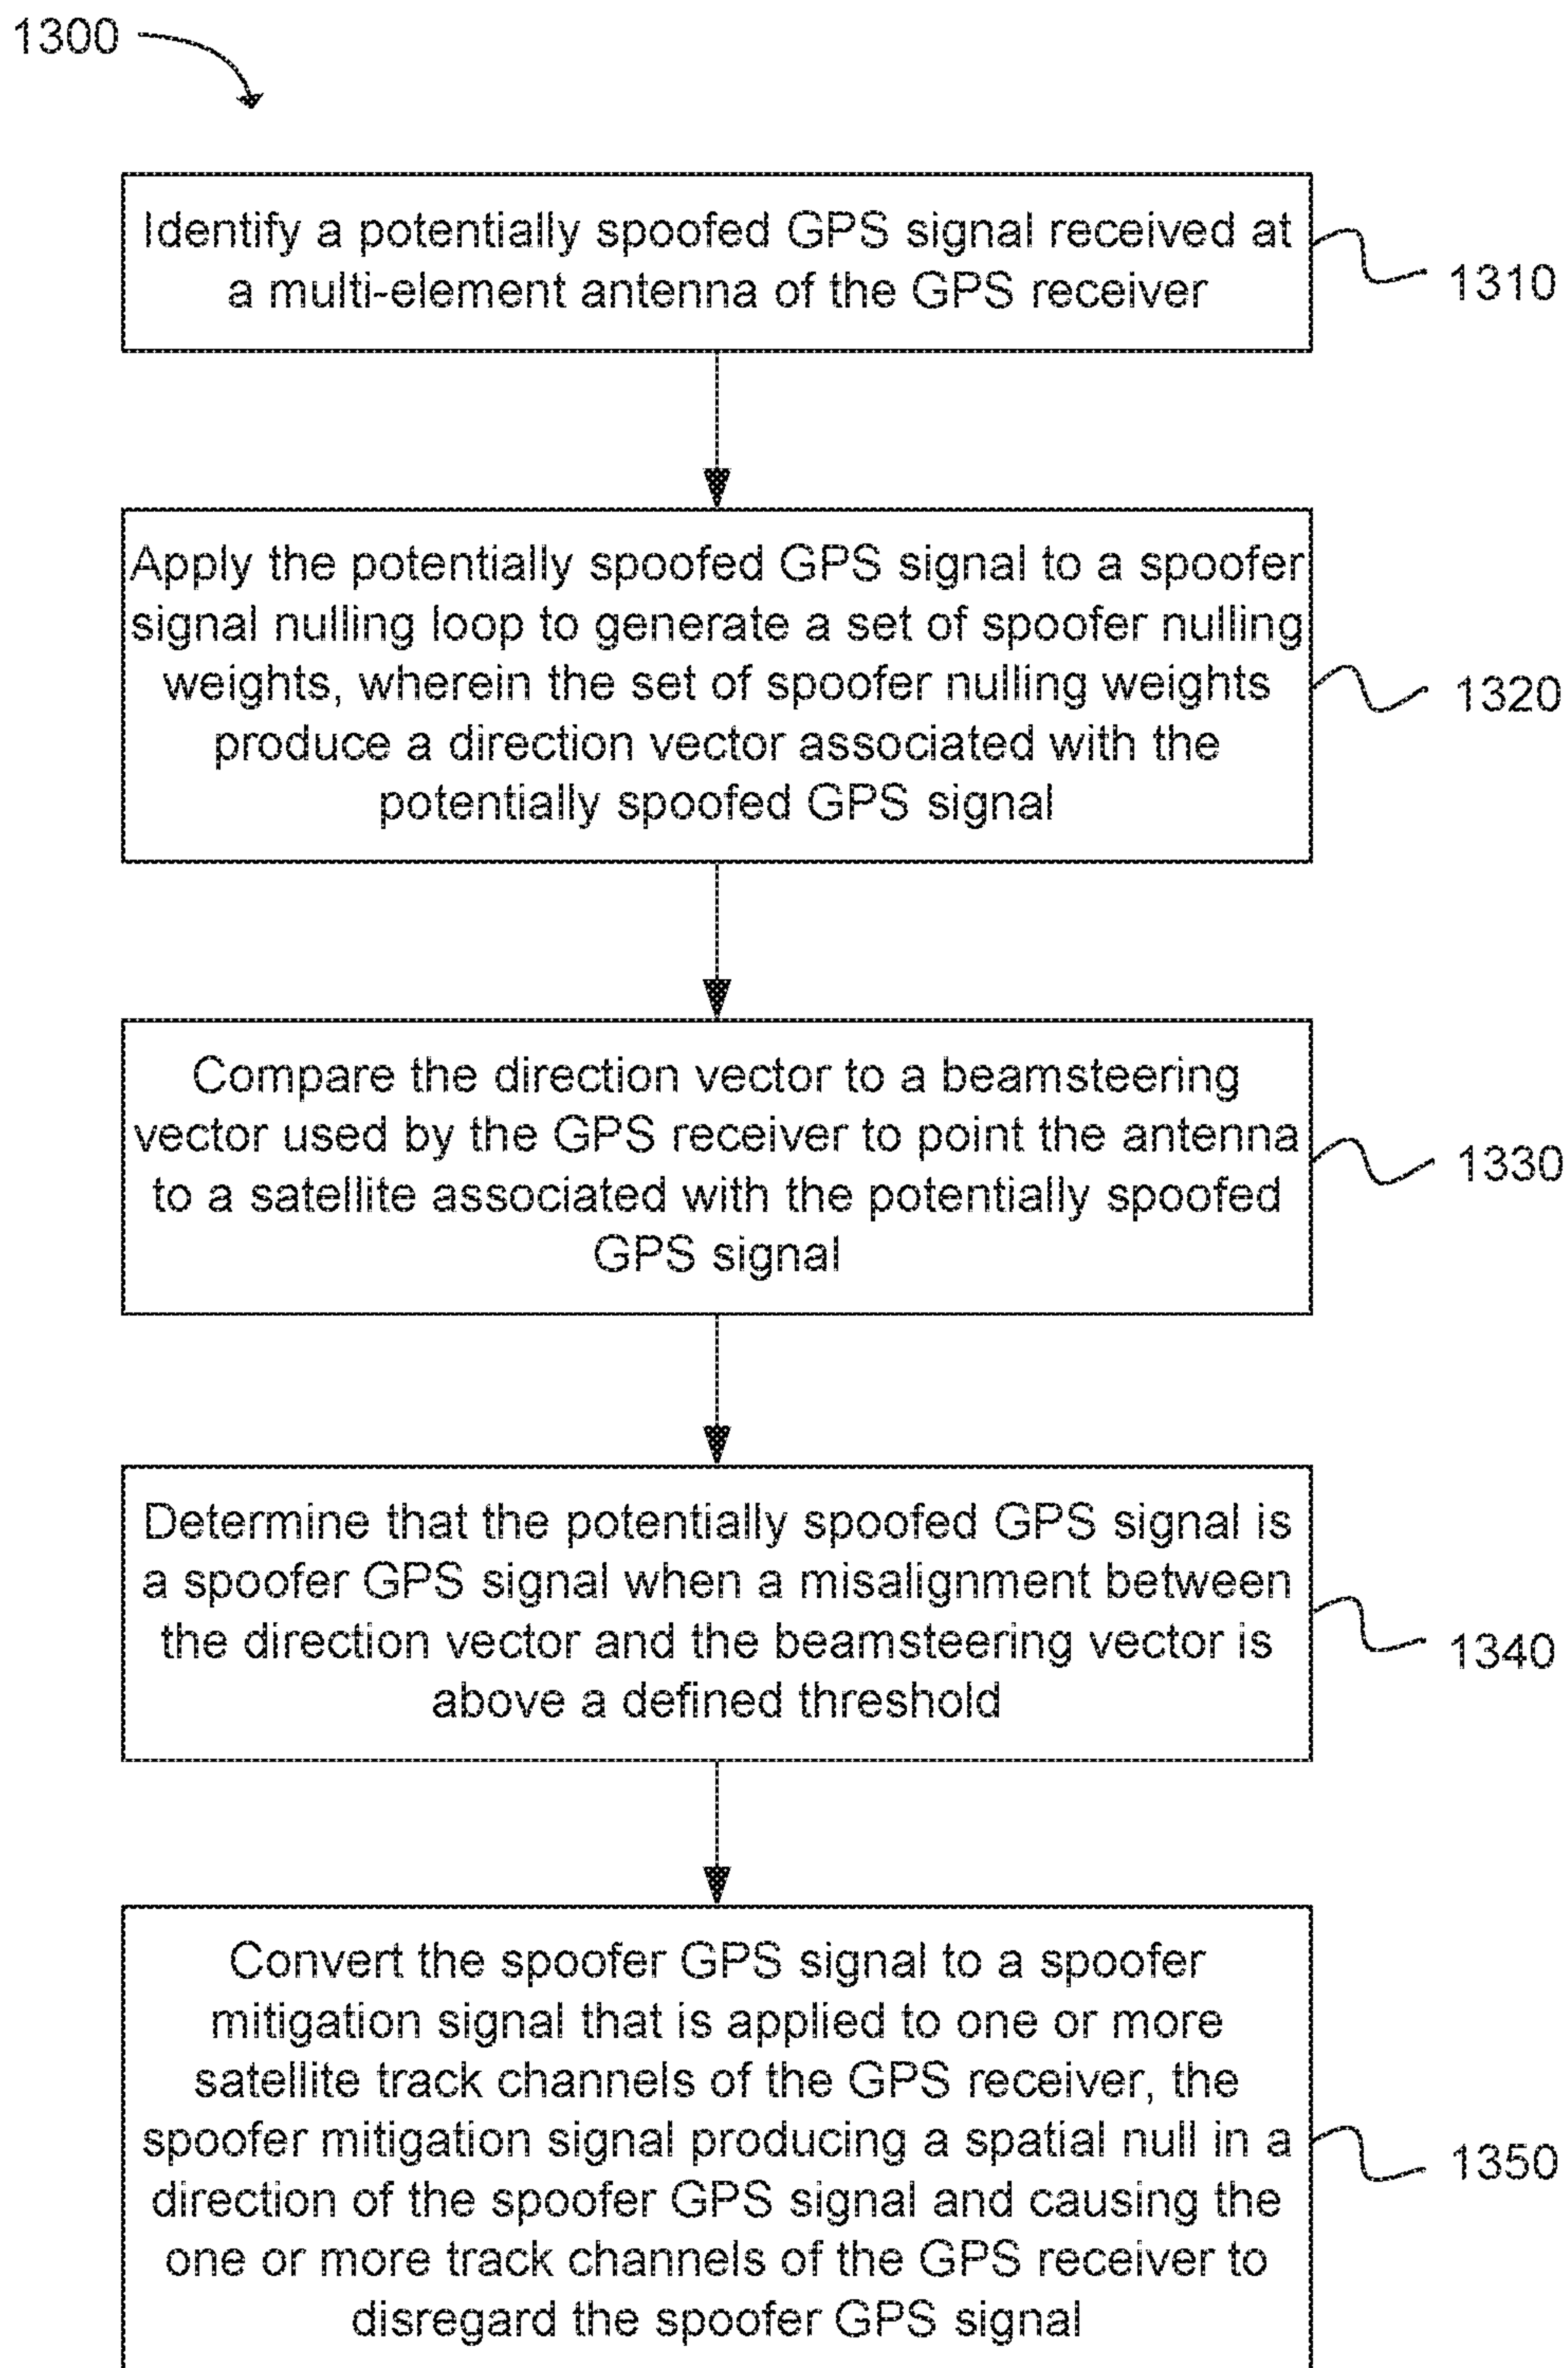 1300
Identify a potentially spoofed GPS signal received at
a multi-element antenna of the GPS receiver
1310
Apply the potentially spoofed GPS signal to a spoofer
signal nulling loop to generate a set of spoofer nulling
weights, wherein the set of spoofer nulling weights
produce a direction vector associated with the
potentially spoofed GPS signal
1320
Compare the direction vector to a beamsteering
vector used by the GPS receiver to point the antenna
to a satellite associated with the potentially spoofed
GPS signal
1330
Determine that the potentially spoofed GPS signal is
a spoofer GPS signal when a misalignment between
the direction vector and the beamsteering vector is
above a defined threshold
1340
Convert the spoofer GPS signal to a spoofer
mitigation signal that is applied to one or more
satellite track channels of the GPS receiver, the
spoofer mitigation signal producing a spatial null in a
direction of the spoofer GPS signal and causing the
one or more track channels of the GPS receiver to
disregard the spoofer GPS signal
1350